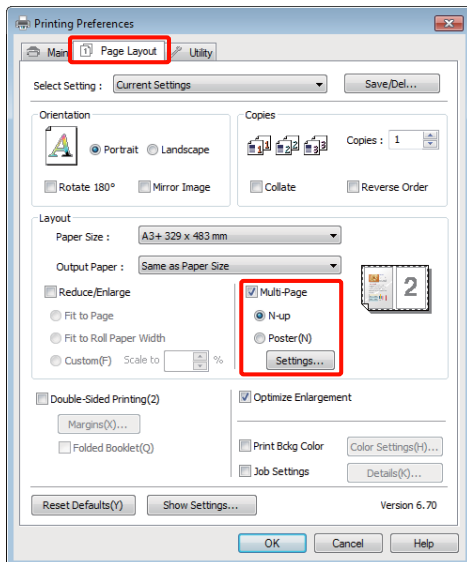 Printing Preferences
Main Page Layout Utility
Select Setting : Current Settings Save/Del...
Orientation
Portrait Landscape
Rotate 180° Mirror Image
Copies
Copies : 1
Collate Reverse Order
Layout
Paper Size : A3+ 329 x 483 mm
Output Paper : Same as Paper Size
Reduce/Enlarge
Fit to Page
Fit to Roll Paper Width
Custom(F) Scale to %
Multi-Page
N-up
Poster(N)
Settings...
2
Double-Sided Printing(2)
Margins(X)...
Folded Booklet(Q)
Optimize Enlargement
Print Bckg Color Color Settings(H)...
Job Settings Details(K)...
Reset Defaults(Y) Show Settings... Version 6.70
OK Cancel Help